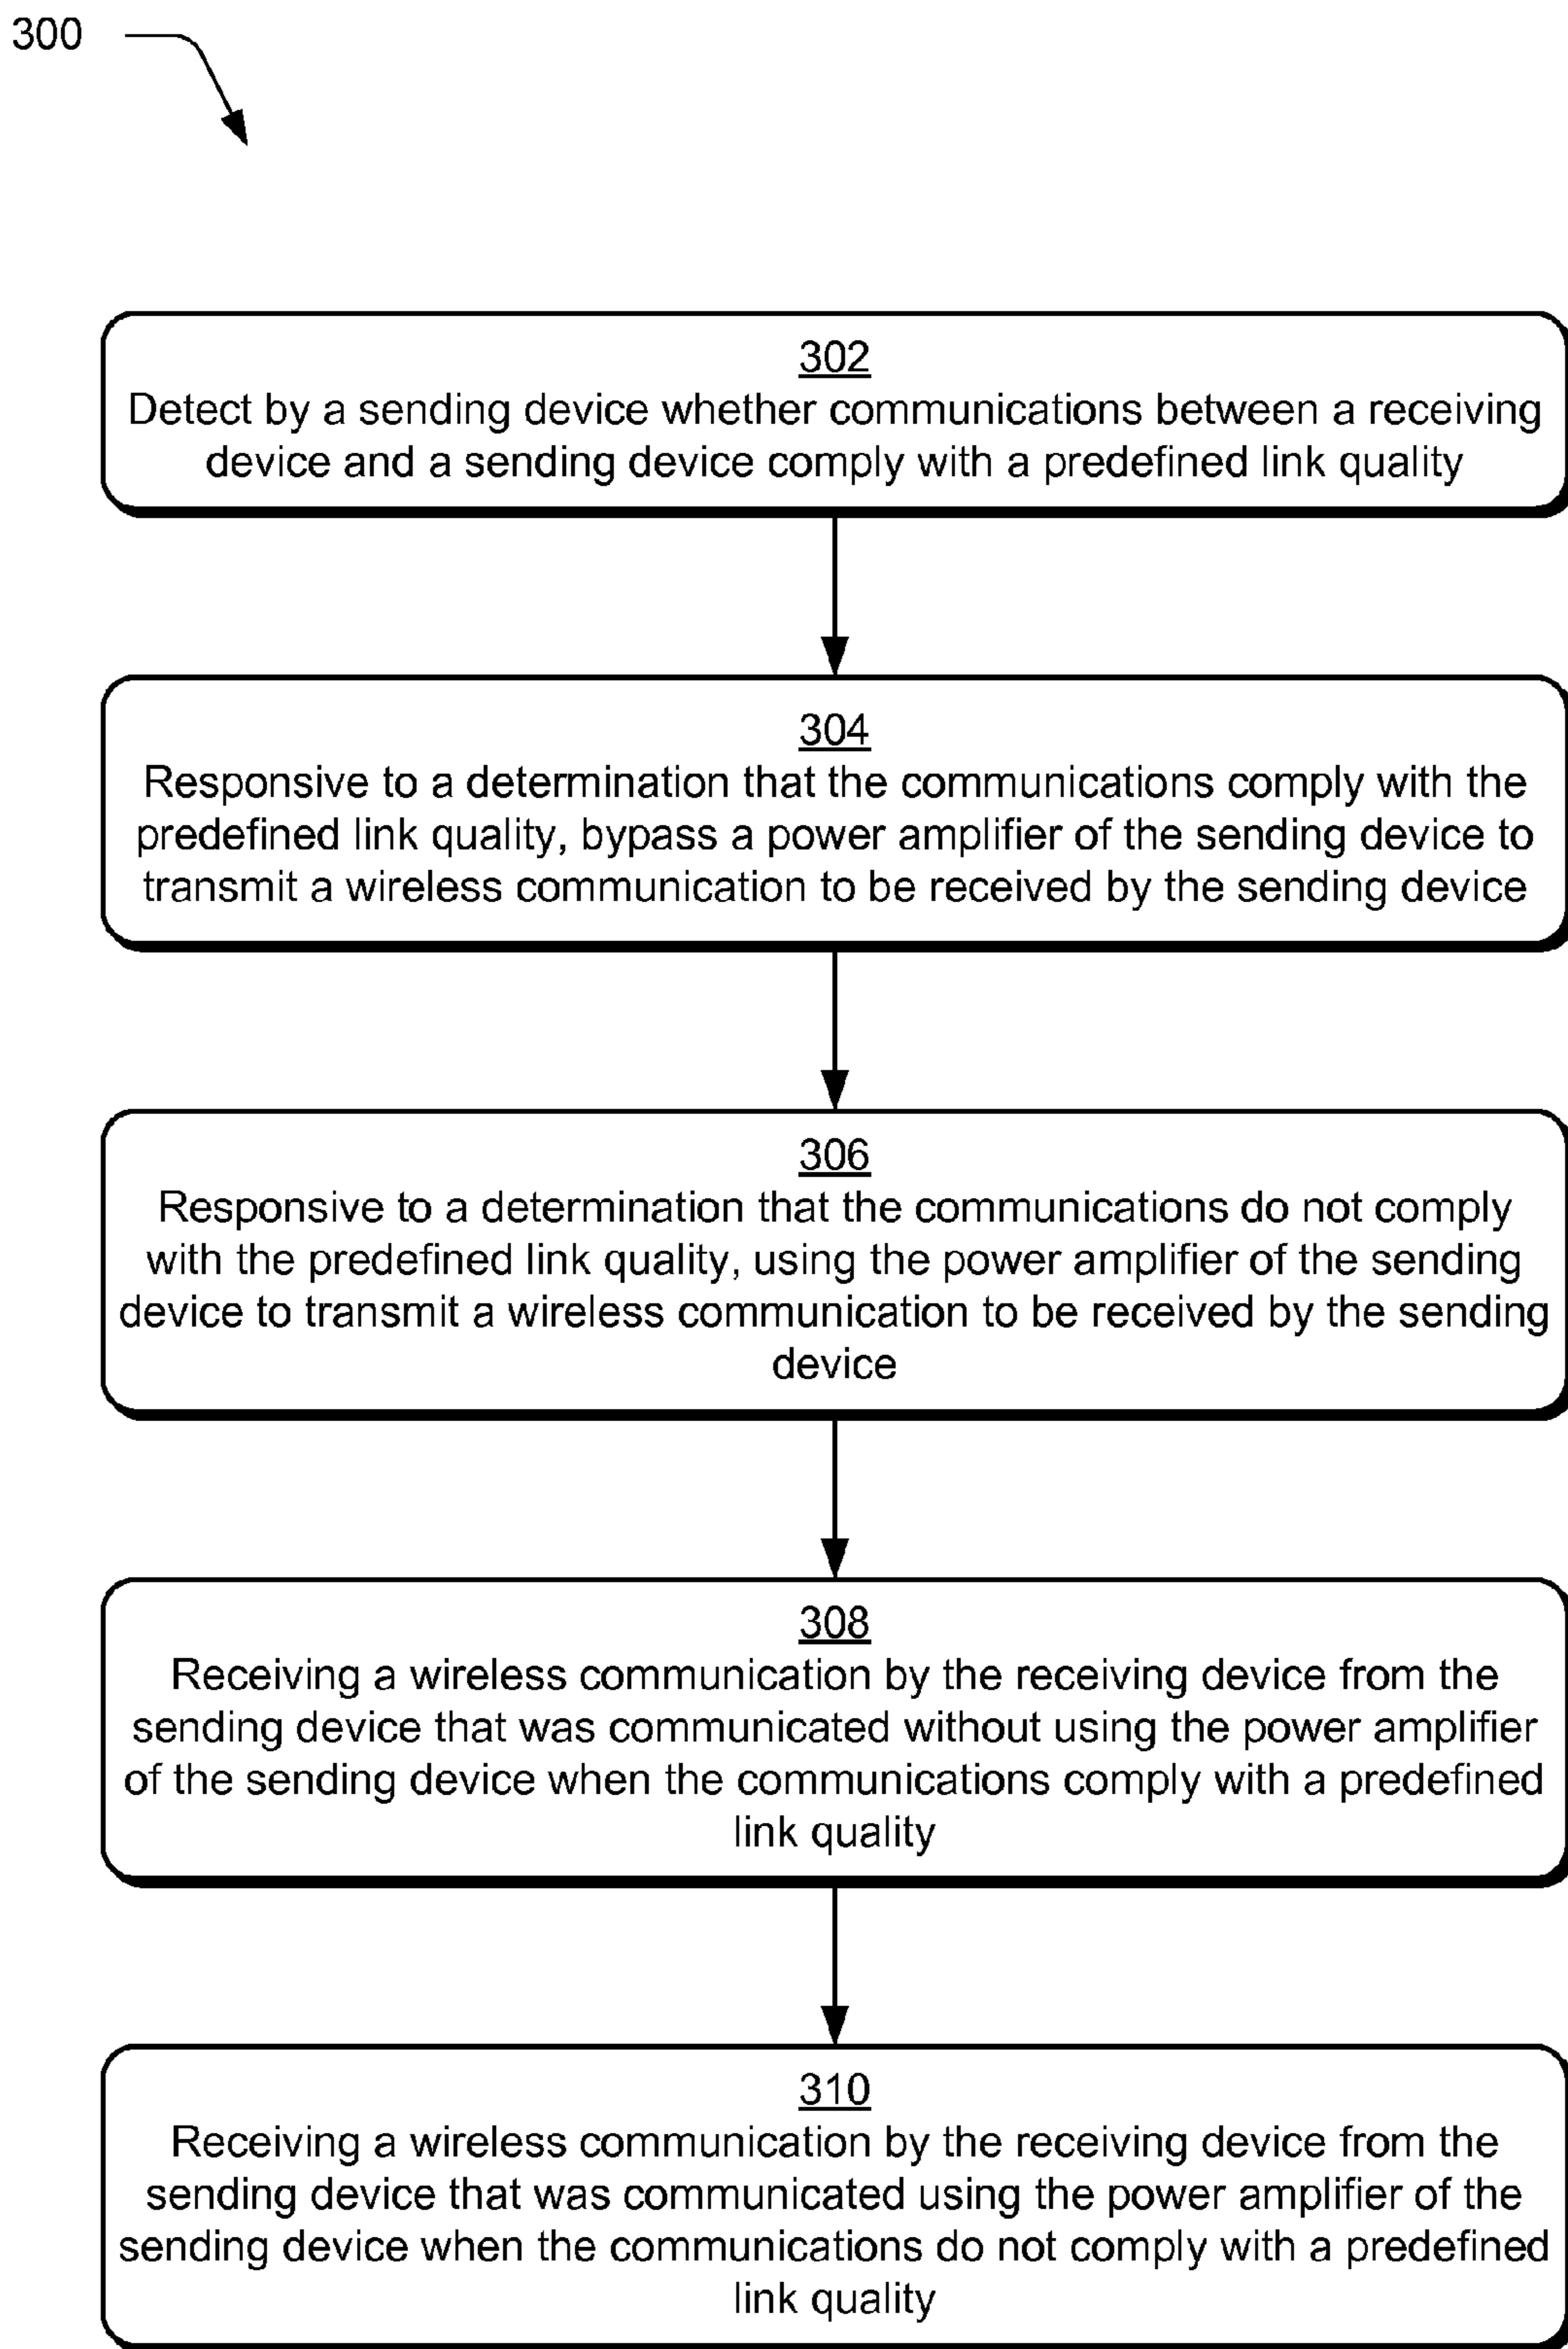 300
302
Detect by a sending device whether communications between a receiving
device and a sending device comply with a predefined link quality
304
Responsive to a determination that the communications comply with the
predefined link quality, bypass a power amplifier of the sending device to
transmit a wireless communication to be received by the sending device
306
Responsive to a determination that the communications do not comply
with the predefined link quality, using the power amplifier of the sending
device to transmit a wireless communication to be received by the sending
device
308
Receiving a wireless communication by the receiving device from the
sending device that was communicated without using the power amplifier
of the sending device when the communications comply with a predefined
link quality
310
Receiving a wireless communication by the receiving device from the
sending device that was communicated using the power amplifier of the
sending device when the communications do not comply with a predefined
link quality